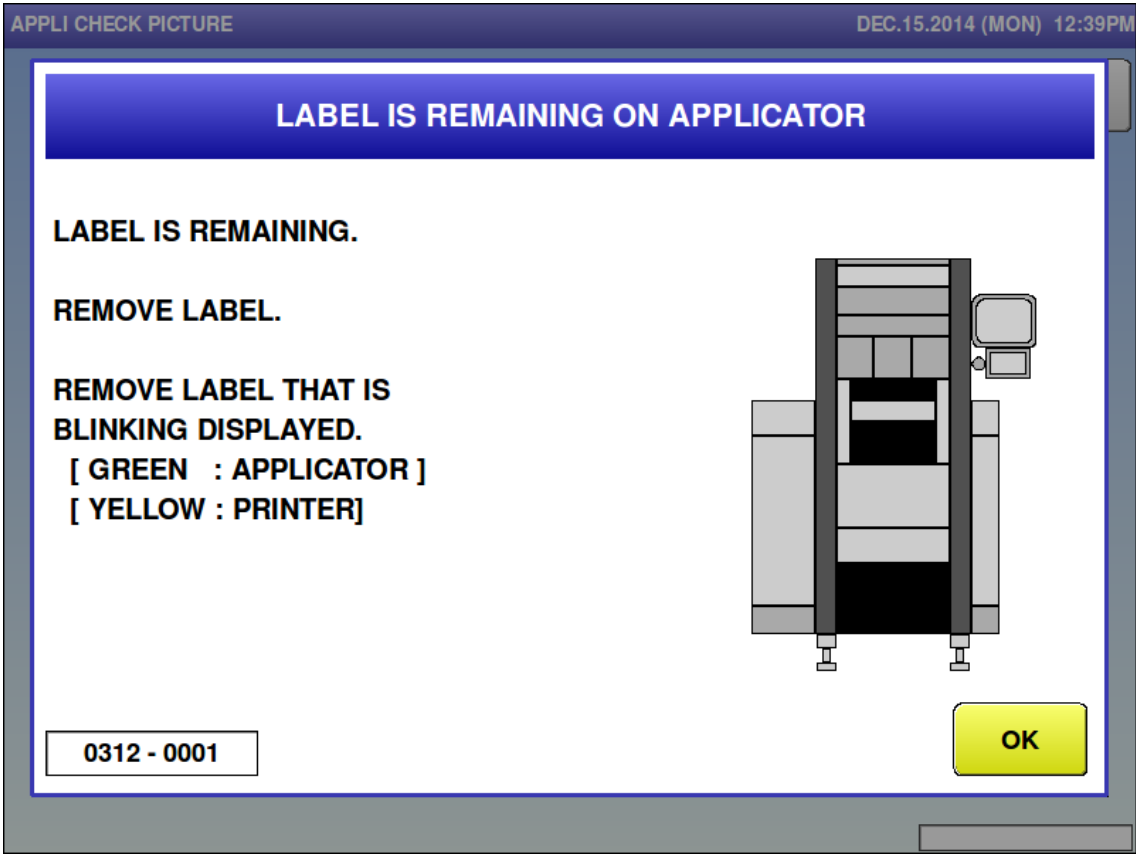 APPLI CHECK PICTURE
DEC.15.2014 (MON) 12:39PM
LABEL IS REMAINING ON APPLICATOR
LABEL IS REMAINING.
REMOVE LABEL.
REMOVE LABEL THAT IS
BLINKING DISPLAYED.
[ GREEN : APPLICATOR ]
[ YELLOW : PRINTER]
0312 - 0001
OK